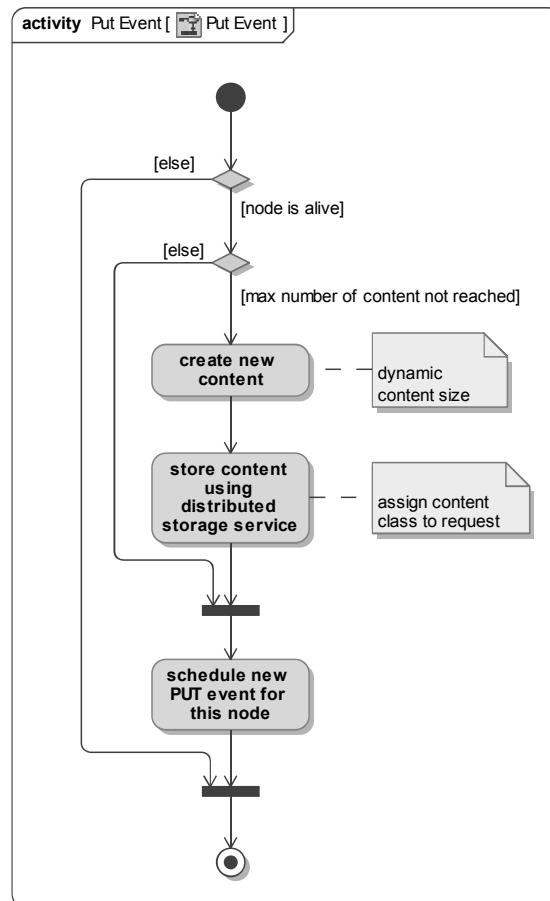 activity Put Event [ Put Event ]
[else]
[node is alive]
[else]
[max number of content not reached]
create new
content
dynamic
content size
store content
using
distributed
storage service
assign content
class to request
schedule new
PUT event for
this node